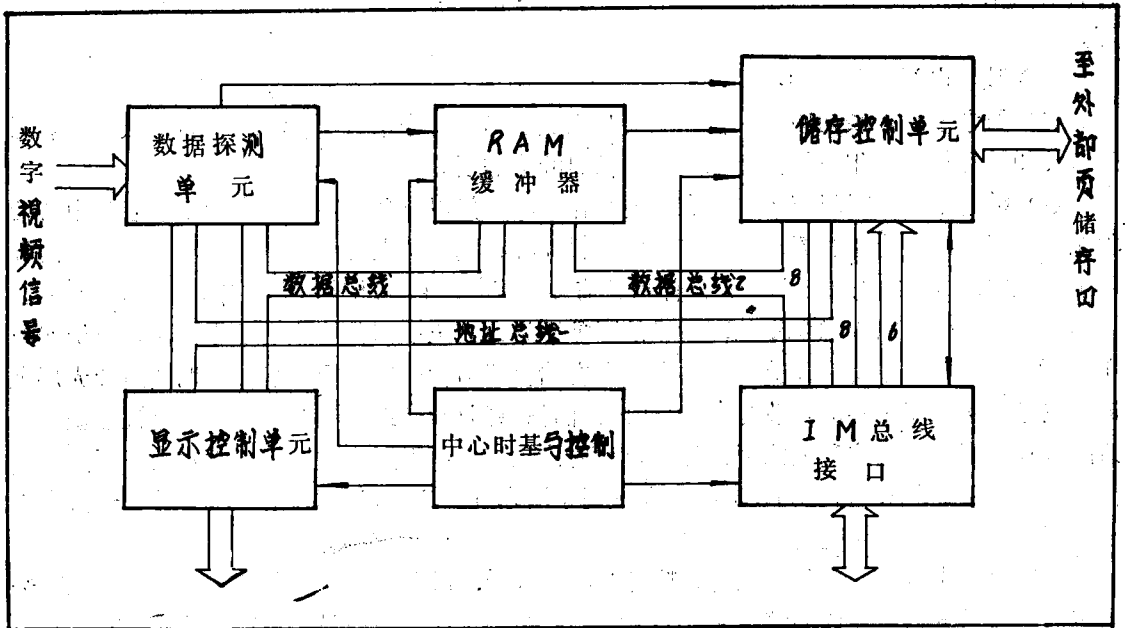 数字視频信号
数据探测
单元
RAM
缓冲器
储存控制单元
至外部页储存口
数据总线
数据总线2
8
地址总线
8
6
显示控制单元
中心时基与控制
IM总线
接口